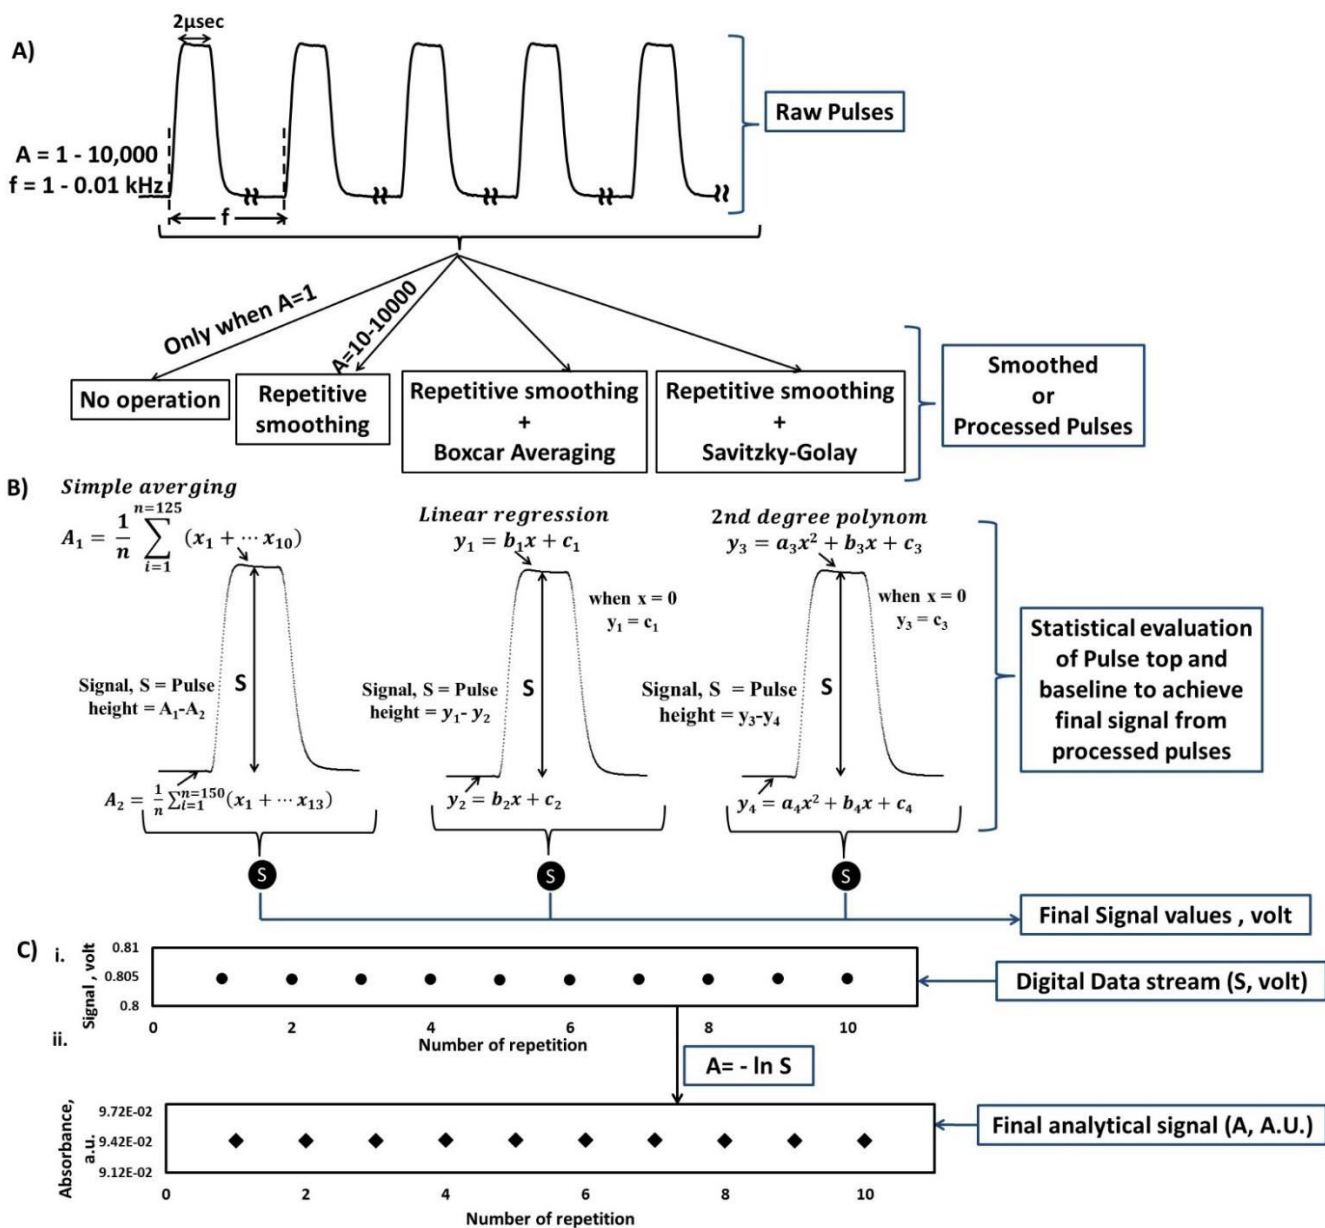 A)
2μsec
A = 1 - 10,000
f = 1 - 0.01 kHz
f
Raw Pulses
Only when A=1
A=10-10000
No operation
Repetitive
smoothing
Repetitive smoothing
+
Boxcar Averaging
Repetitive smoothing
+
Savitzky-Golay
Smoothed
or
Processed Pulses
B)
Simple averging
A₁ = 1/n ∑ᵢ₌₁ⁿ⁼¹²⁵ (x₁ + ⋯ x₁₀)
S
Signal, S = Pulse
height = A₁-A₂
A₂ = 1/n ∑ᵢ₌₁ⁿ⁼¹⁵⁰(x₁ + ⋯ x₁₃)
Linear regression
y₁ = b₁x + c₁
when x = 0
y₁ = c₁
S
Signal, S = Pulse
height = y₁- y₂
y₂ = b₂x + c₂
2nd degree polynom
y₃ = a₃x² + b₃x + c₃
when x = 0
y₃ = c₃
S
Signal, S = Pulse
height = y₃-y₄
y₄ = a₄x² + b₄x + c₄
Statistical evaluation
of Pulse top and
baseline to achieve
final signal from
processed pulses
S
S
S
Final Signal values , volt
C)
i.
Signal , volt
0.81
0.805
0.8
0 2 4 6 8 10
Number of repetition
Digital Data stream (S, volt)
A= - ln S
ii.
Absorbance,
a.u.
9.72E-02
9.42E-02
9.12E-02
0 2 4 6 8 10
Number of repetition
Final analytical signal (A, A.U.)